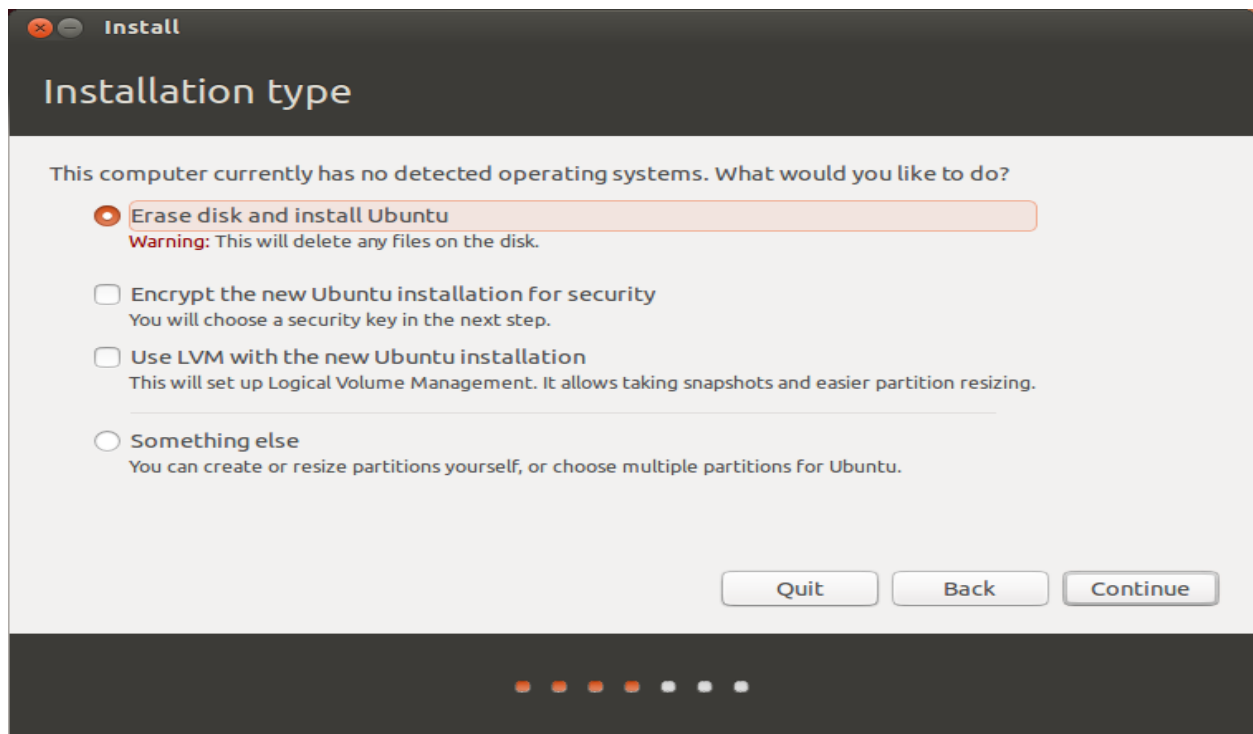 Install
Installation type
This computer currently has no detected operating systems. What would you like to do?
Erase disk and install Ubuntu
Warning: This will delete any files on the disk.
Encrypt the new Ubuntu installation for security
You will choose a security key in the next step.
Use LVM with the new Ubuntu installation
This will set up Logical Volume Management. It allows taking snapshots and easier partition resizing.
Something else
You can create or resize partitions yourself, or choose multiple partitions for Ubuntu.
Quit Back Continue